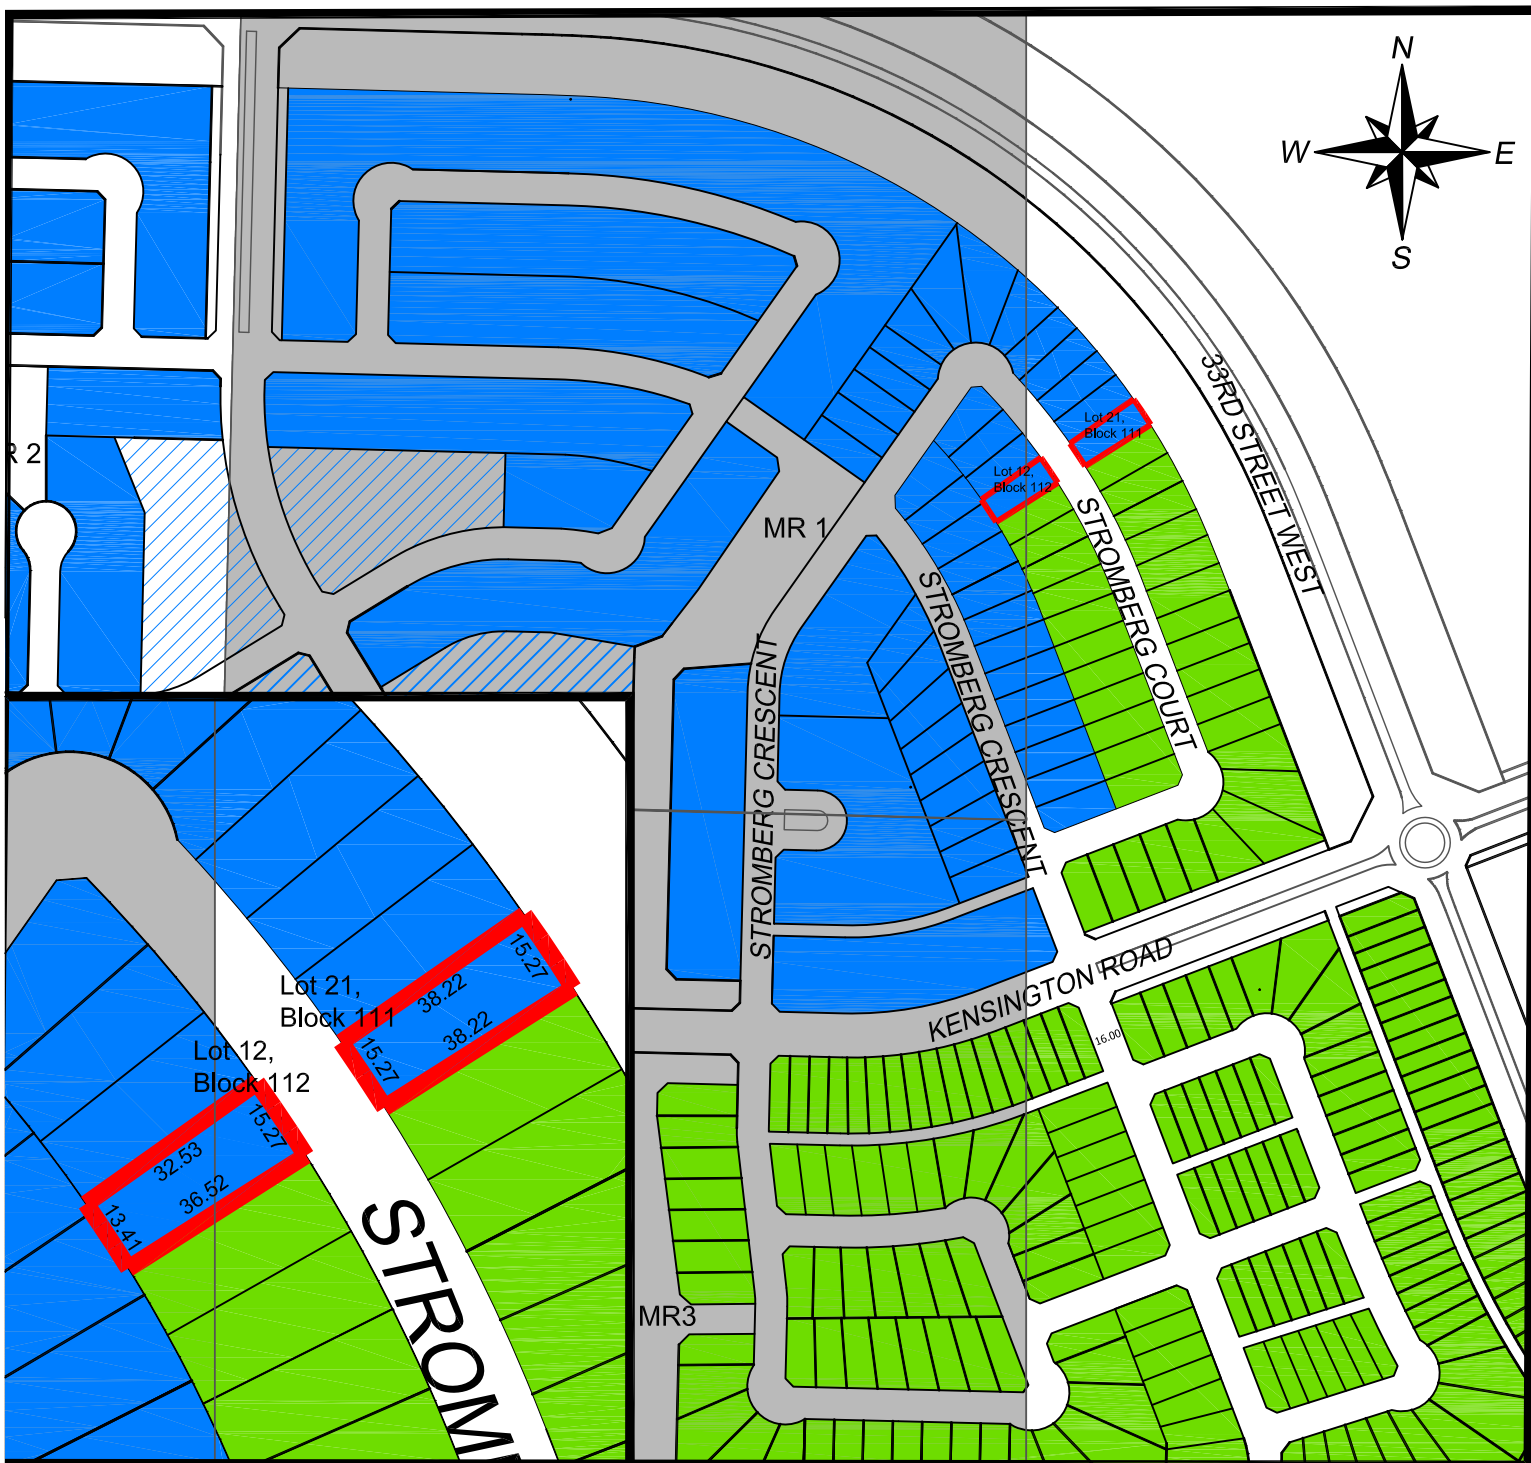 N
W
E
S
33RD STREET WEST
Lot 21,
Block 111
Lot 12,
Block 112
R 2
MR 1
STROMBERG COURT
STROMBERG CRESCENT
STROMBERG CRESCENT
KENSINGTON ROAD
16.00
MR3
Lot 21,
Block 111
15.27
38.22
38.22
15.27
Lot 12,
Block 112
15.27
32.53
36.52
13.41
STROM